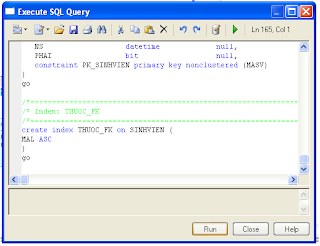 Execute SQL Query
Ln 165, Col 1
NS datetime null,
PHAI bit null,
constraint PK_SINHVIEN primary key nonclustered (MASV)
)
go
/*==============================================================
/* Index: THUOC_FK
/*==============================================================
create index THUOC_FK on SINHVIEN (
MAL ASC
)
go
Run
Close
Help